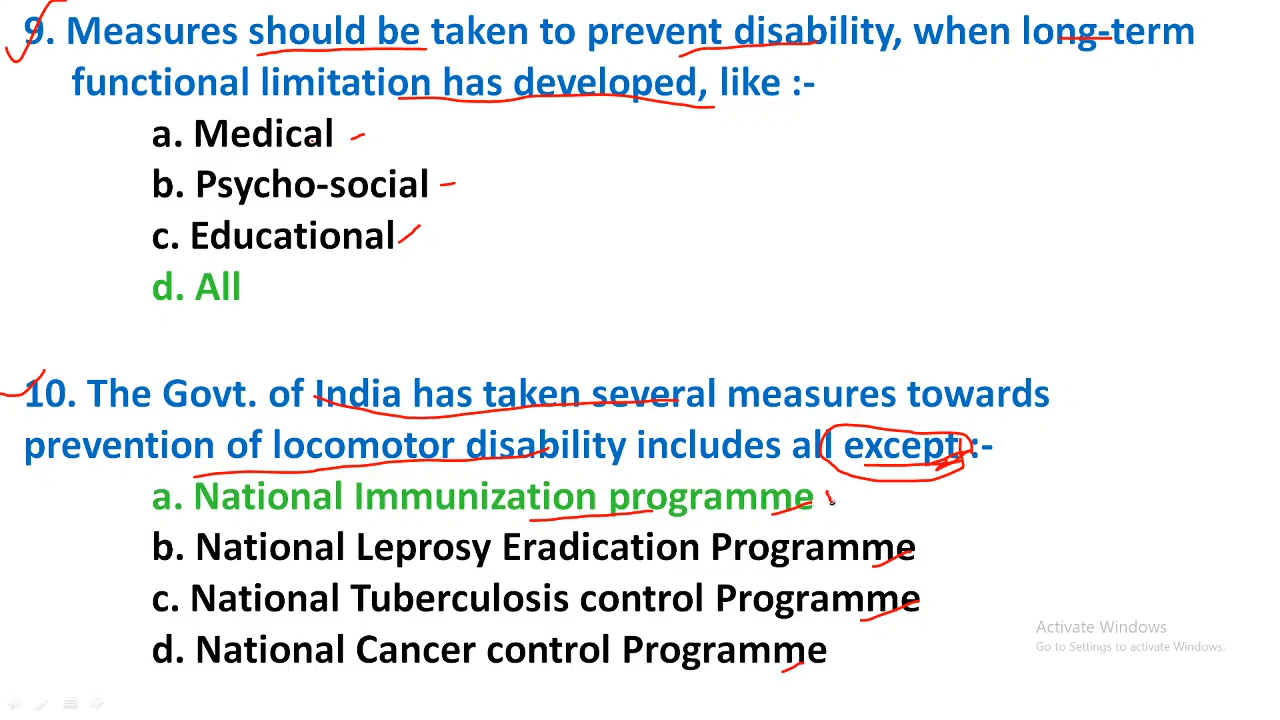 9. Measures should be taken to prevent disability, when long-term
functional limitation has developed, like :-
a. Medical
b. Psycho-social
c. Educational
d. All
10. The Govt. of India has taken several measures towards
prevention of locomotor disability includes all except :-
a. National Immunization programme
b. National Leprosy Eradication Programme
c. National Tuberculosis control Programme
d. National Cancer control Programme
Activate Windows
Go to Settings to activate Windows.